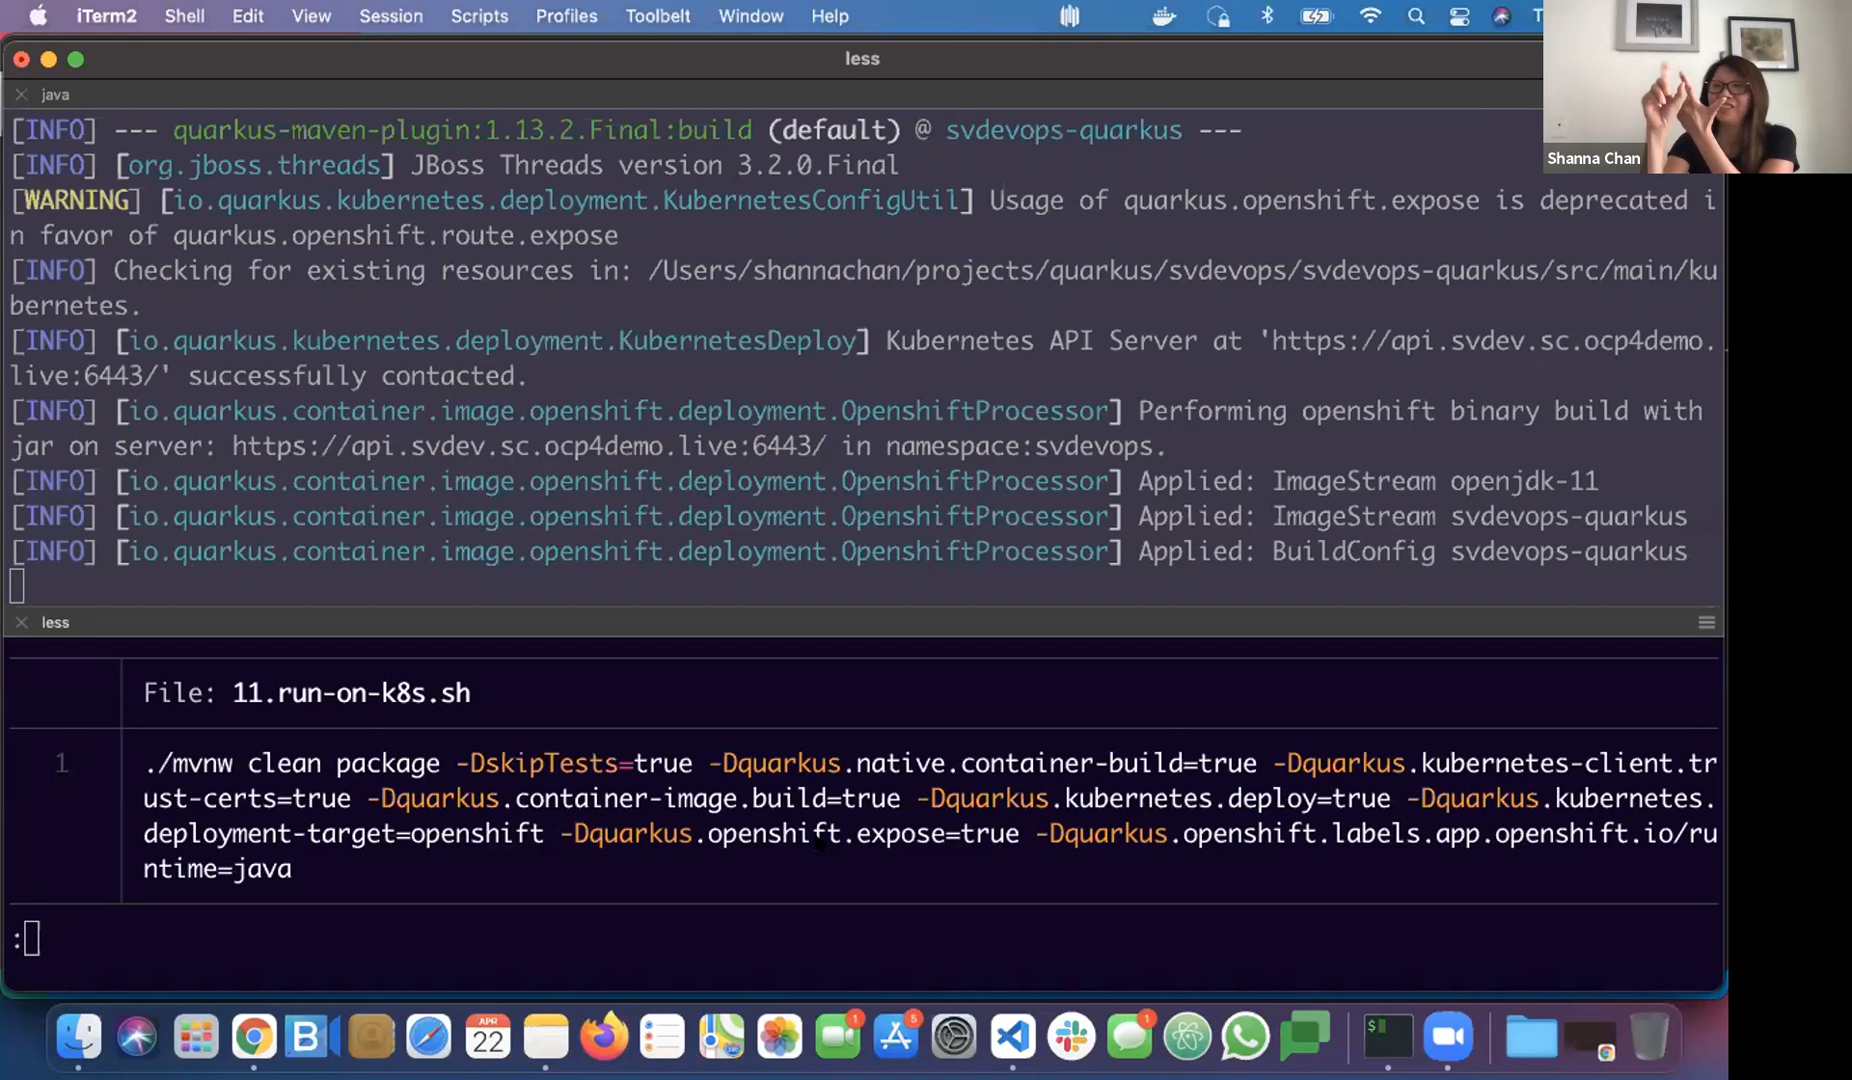 iTerm2 Shell Edit View Session Scripts Profiles Toolbelt Window Help
less
java
Shanna Chan
[INFO] --- quarkus-maven-plugin:1.13.2.Final:build (default) @ svdevops-quarkus ---
[INFO] [org.jboss.threads] JBoss Threads version 3.2.0.Final
[WARNING] [io.quarkus.kubernetes.deployment.KubernetesConfigUtil] Usage of quarkus.openshift.expose is deprecated i
n favor of quarkus.openshift.route.expose
[INFO] Checking for existing resources in: /Users/shannachan/projects/quarkus/svdevops/svdevops-quarkus/src/main/ku
bernetes.
[INFO] [io.quarkus.kubernetes.deployment.KubernetesDeploy] Kubernetes API Server at 'https://api.svdev.sc.ocp4demo.
live:6443/' successfully contacted.
[INFO] [io.quarkus.container.image.openshift.deployment.OpenshiftProcessor] Performing openshift binary build with
jar on server: https://api.svdev.sc.ocp4demo.live:6443/ in namespace:svdevops.
[INFO] [io.quarkus.container.image.openshift.deployment.OpenshiftProcessor] Applied: ImageStream openjdk-11
[INFO] [io.quarkus.container.image.openshift.deployment.OpenshiftProcessor] Applied: ImageStream svdevops-quarkus
[INFO] [io.quarkus.container.image.openshift.deployment.OpenshiftProcessor] Applied: BuildConfig svdevops-quarkus
less
File: 11.run-on-k8s.sh
1 ./mvnw clean package -DskipTests=true -Dquarkus.native.container-build=true -Dquarkus.kubernetes-client.tr
ust-certs=true -Dquarkus.container-image.build=true -Dquarkus.kubernetes.deploy=true -Dquarkus.kubernetes.
deployment-target=openshift -Dquarkus.openshift.expose=true -Dquarkus.openshift.labels.app.openshift.io/ru
ntime=java
:
B APR 22 1 5 1 $